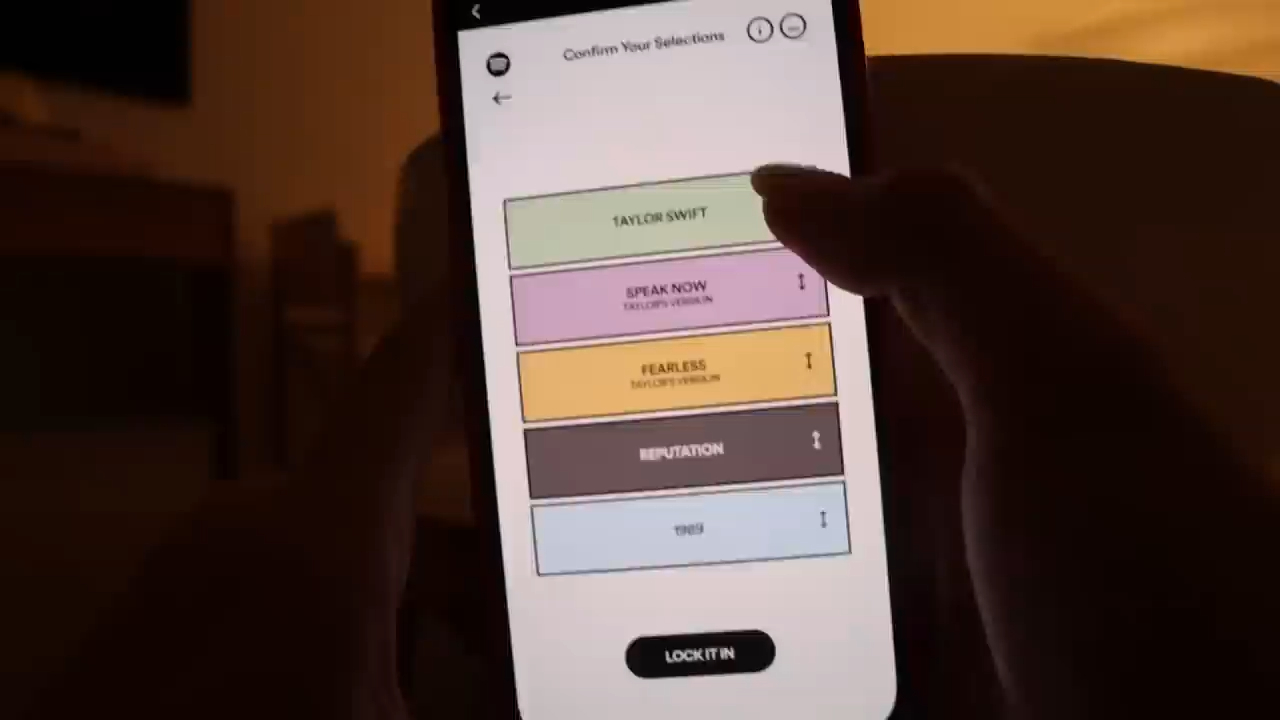 Confirm Your Selections
TAYLOR SWIFT
SPEAK NOW
TAYLOR'S VERSION
FEARLESS
TAYLOR'S VERSION
REPUTATION
1989
LOCK IT IN